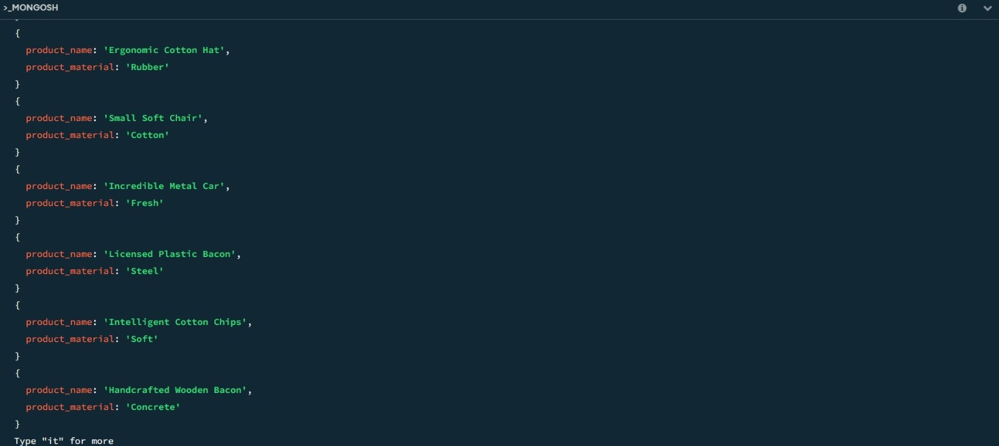 >_MONGOSH
{
product_name: 'Ergonomic Cotton Hat',
product_material: 'Rubber'
}
{
product_name: 'Small Soft Chair',
product_material: 'Cotton'
}
{
product_name: 'Incredible Metal Car',
product_material: 'Fresh'
}
{
product_name: 'Licensed Plastic Bacon',
product_material: 'Steel'
}
{
product_name: 'Intelligent Cotton Chips',
product_material: 'Soft'
}
{
product_name: 'Handcrafted Wooden Bacon',
product_material: 'Concrete'
}
Type "it" for more